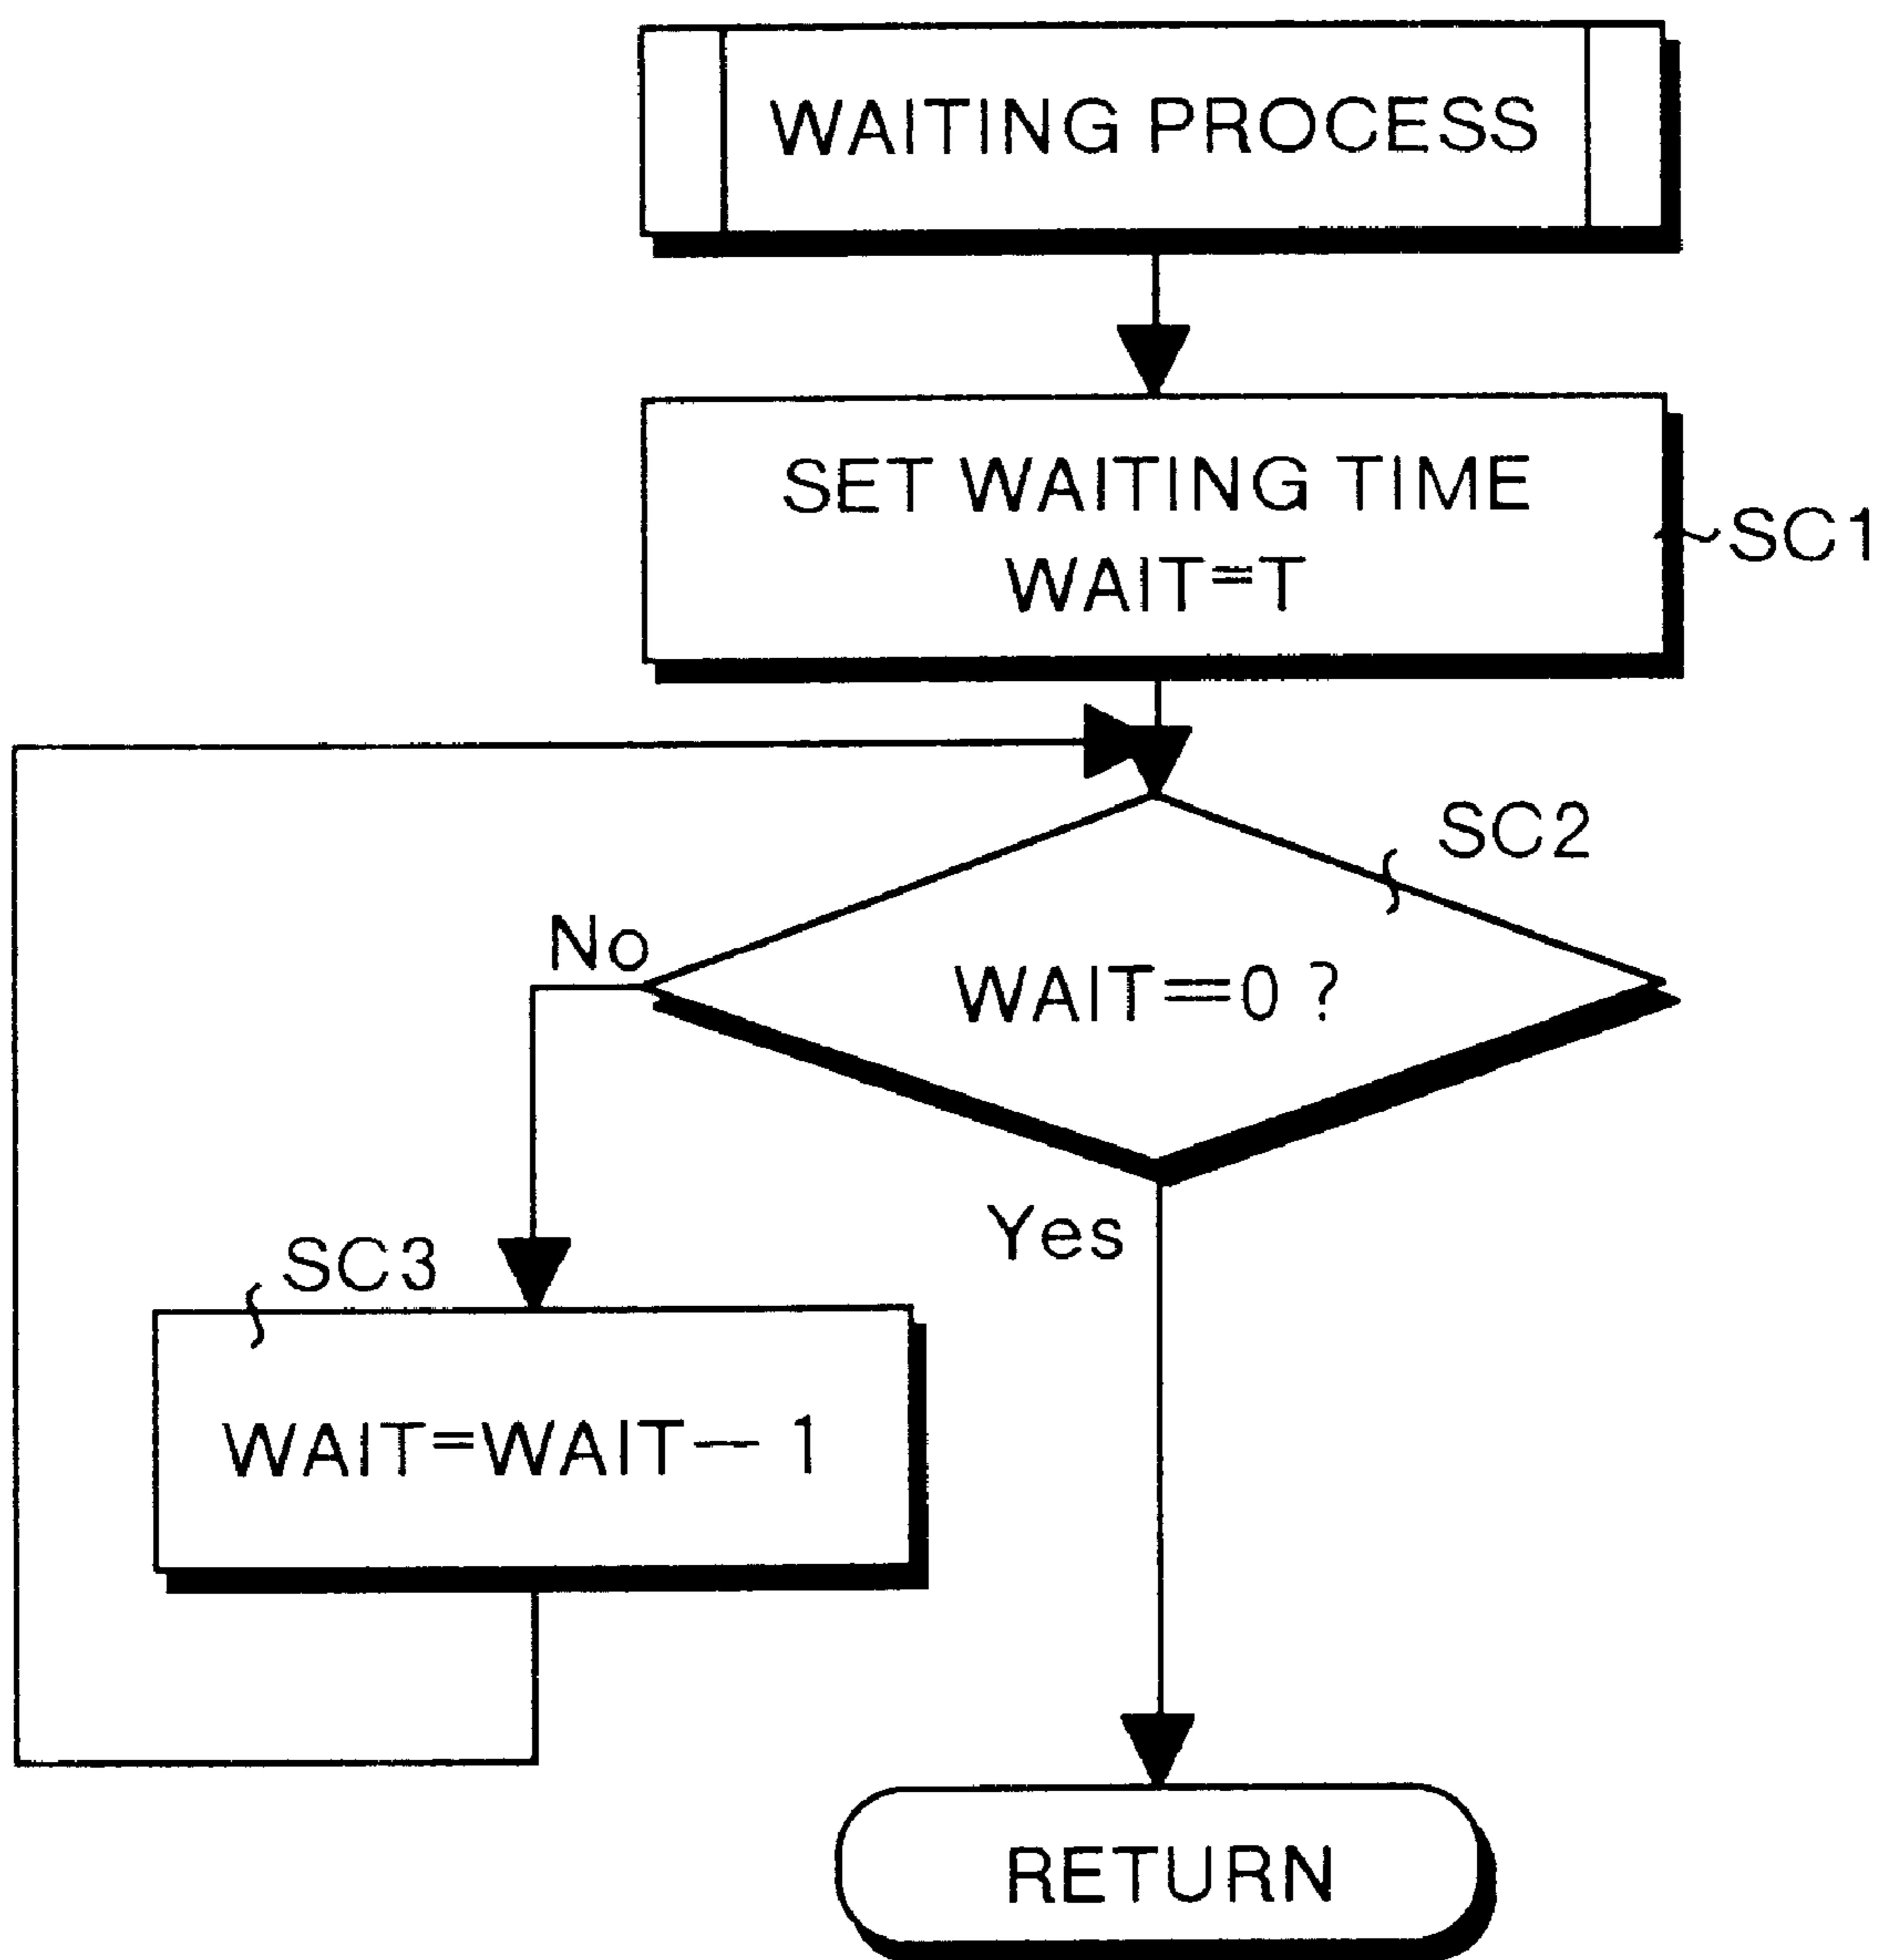 WAITING PROCESS
SET WAITING TIME
WAIT=T
SC1
SC2
No
WAIT==0 ?
Yes
SC3
WAIT=WAIT- 1
RETURN